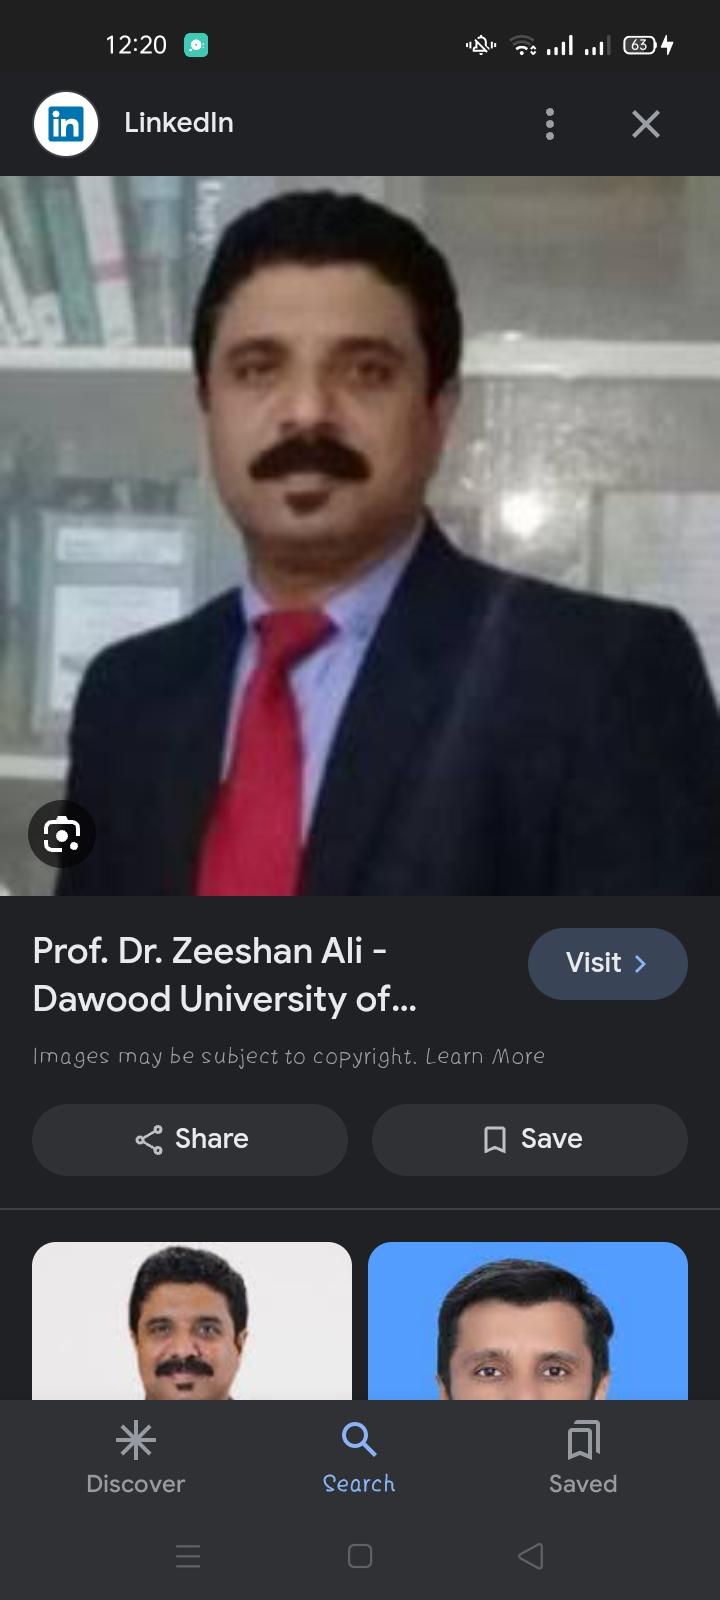 12:20
63
LinkedIn
Prof. Dr. Zeeshan Ali -
Dawood University of...
Visit
Images may be subject to copyright. Learn More
Share
Save
Discover
Search
Saved